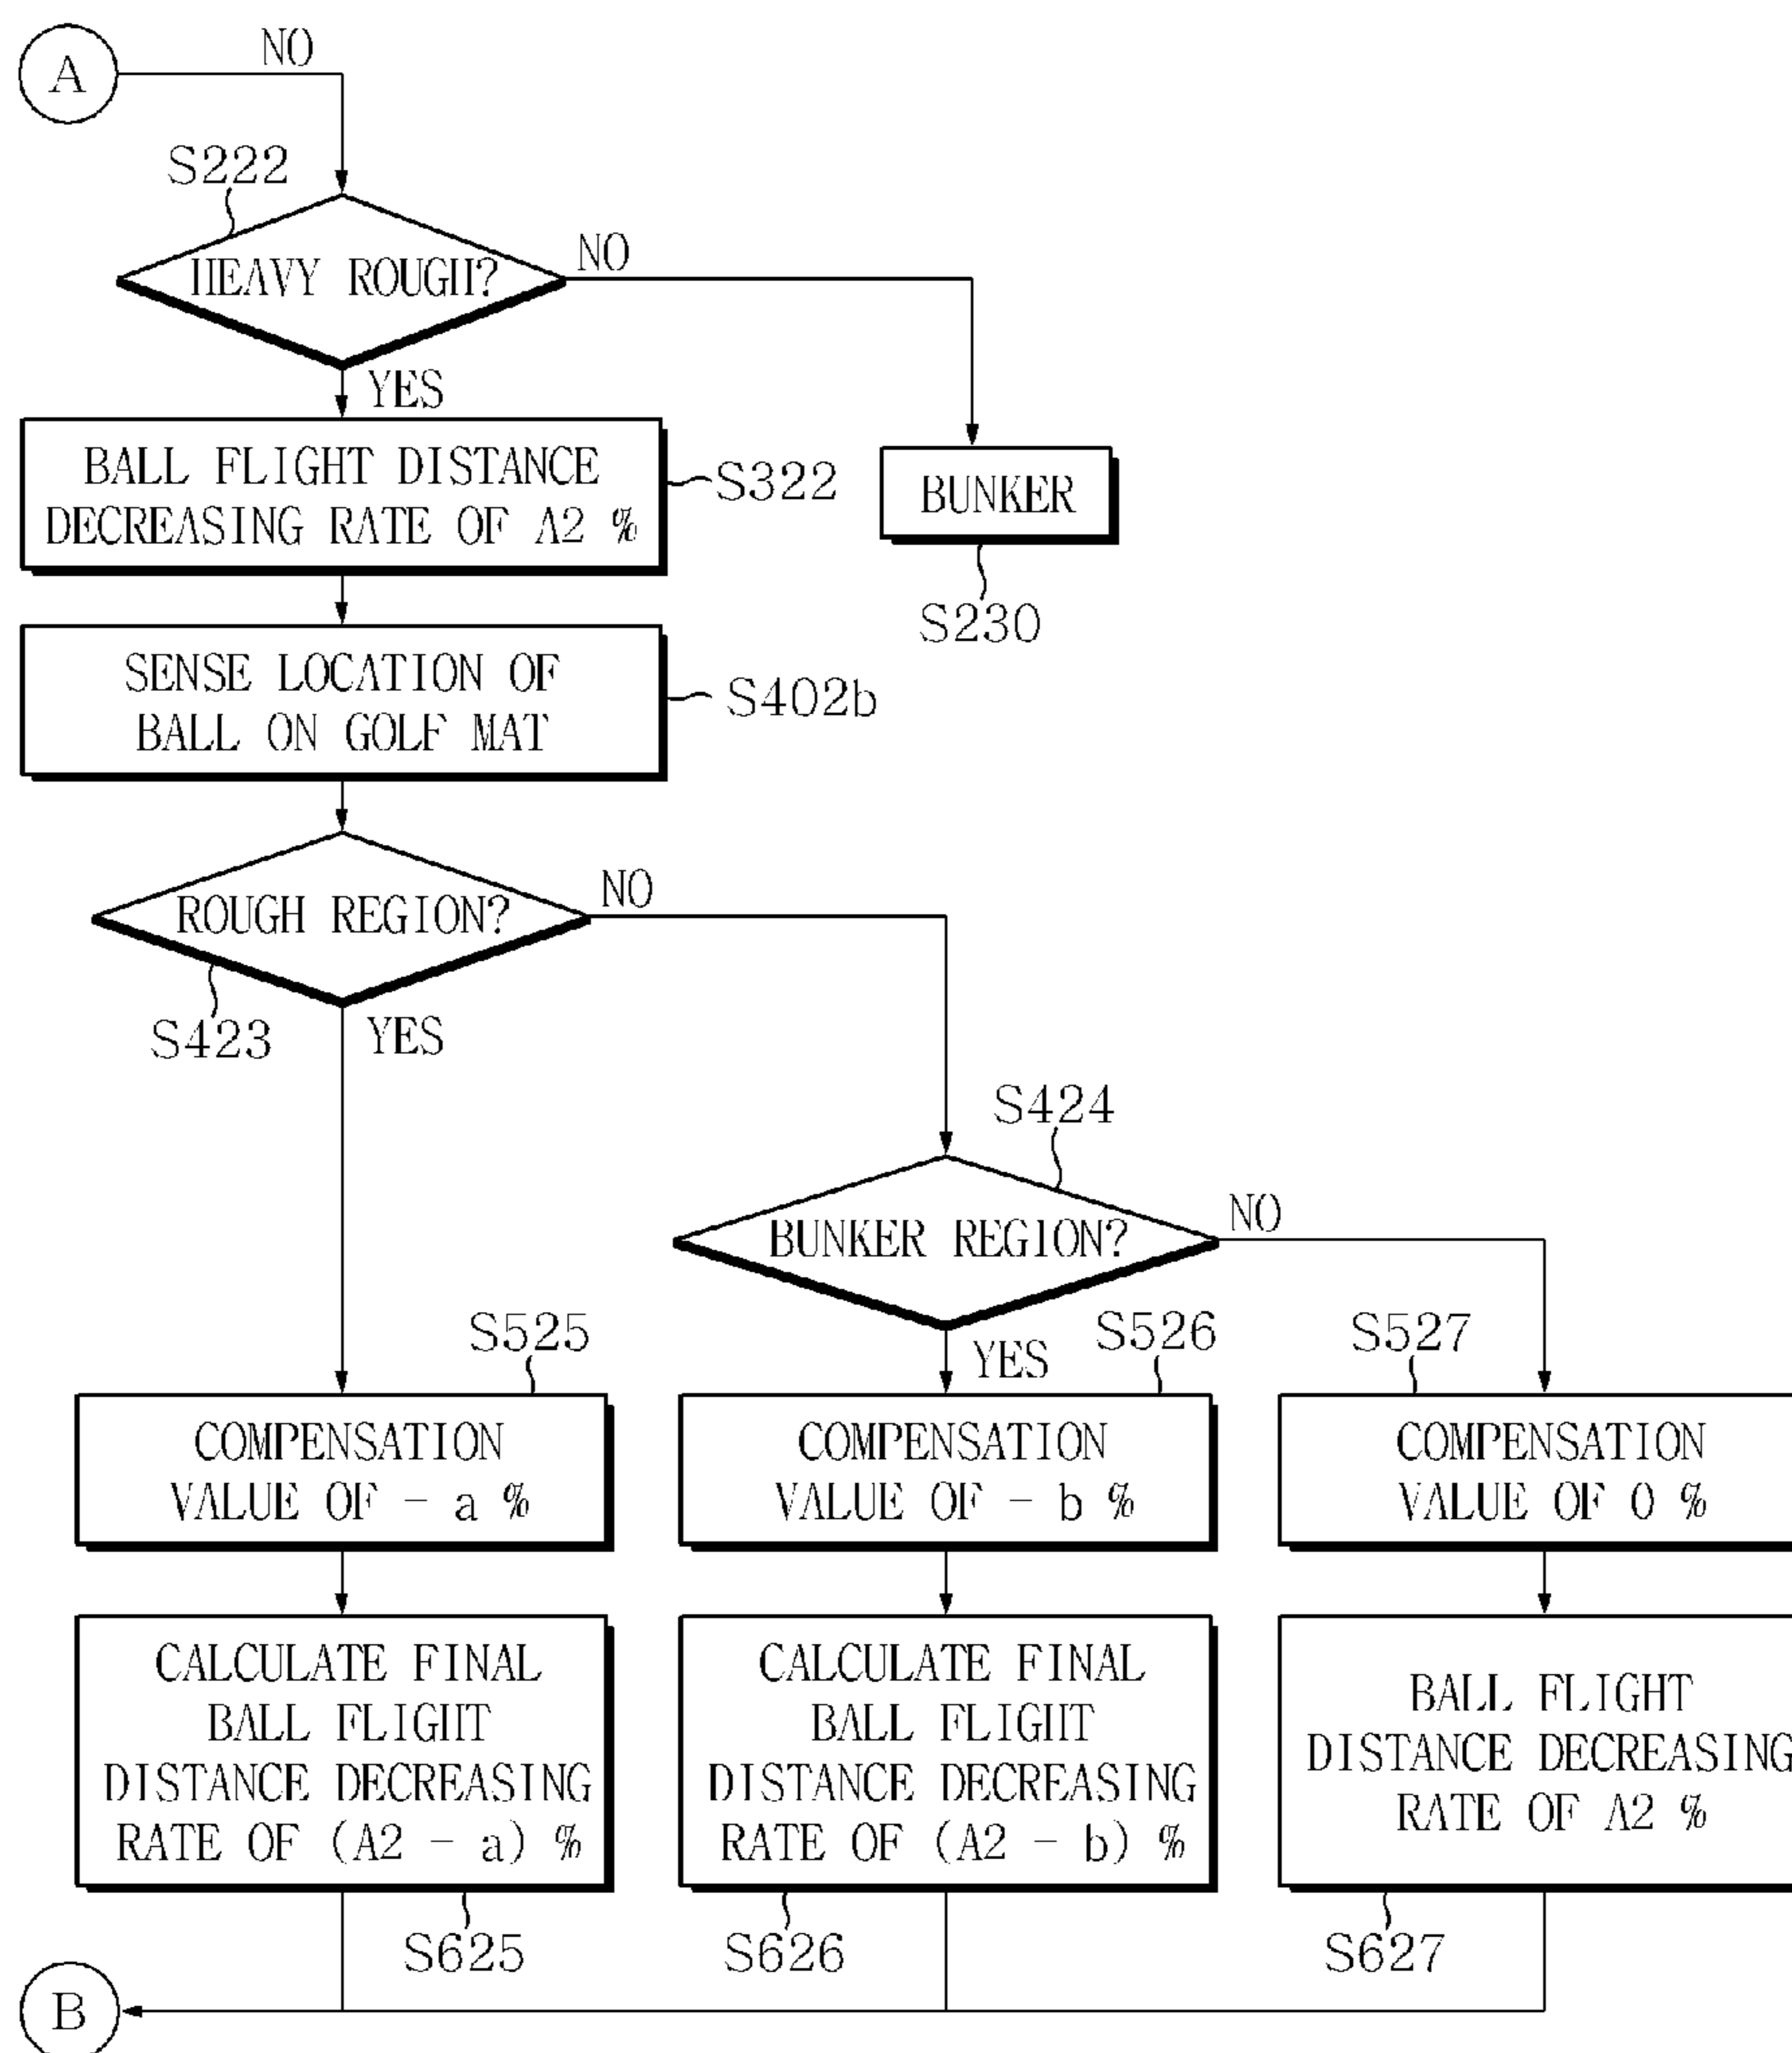 A
NO
S222
HEAVY ROUGH?
NO
YES
BALL FLIGHT DISTANCE
DECREASING RATE OF A2 %
S322
BUNKER
S230
SENSE LOCATION OF
BALL ON GOLF MAT
S402b
ROUGH REGION?
NO
S423
YES
S424
BUNKER REGION?
NO
S525
YES
S526
S527
COMPENSATION
VALUE OF - a %
COMPENSATION
VALUE OF - b %
COMPENSATION
VALUE OF 0 %
CALCULATE FINAL
BALL FLIGHT
DISTANCE DECREASING
RATE OF (A2 - a) %
CALCULATE FINAL
BALL FLIGHT
DISTANCE DECREASING
RATE OF (A2 - b) %
BALL FLIGHT
DISTANCE DECREASING
RATE OF A2 %
S625
S626
S627
B